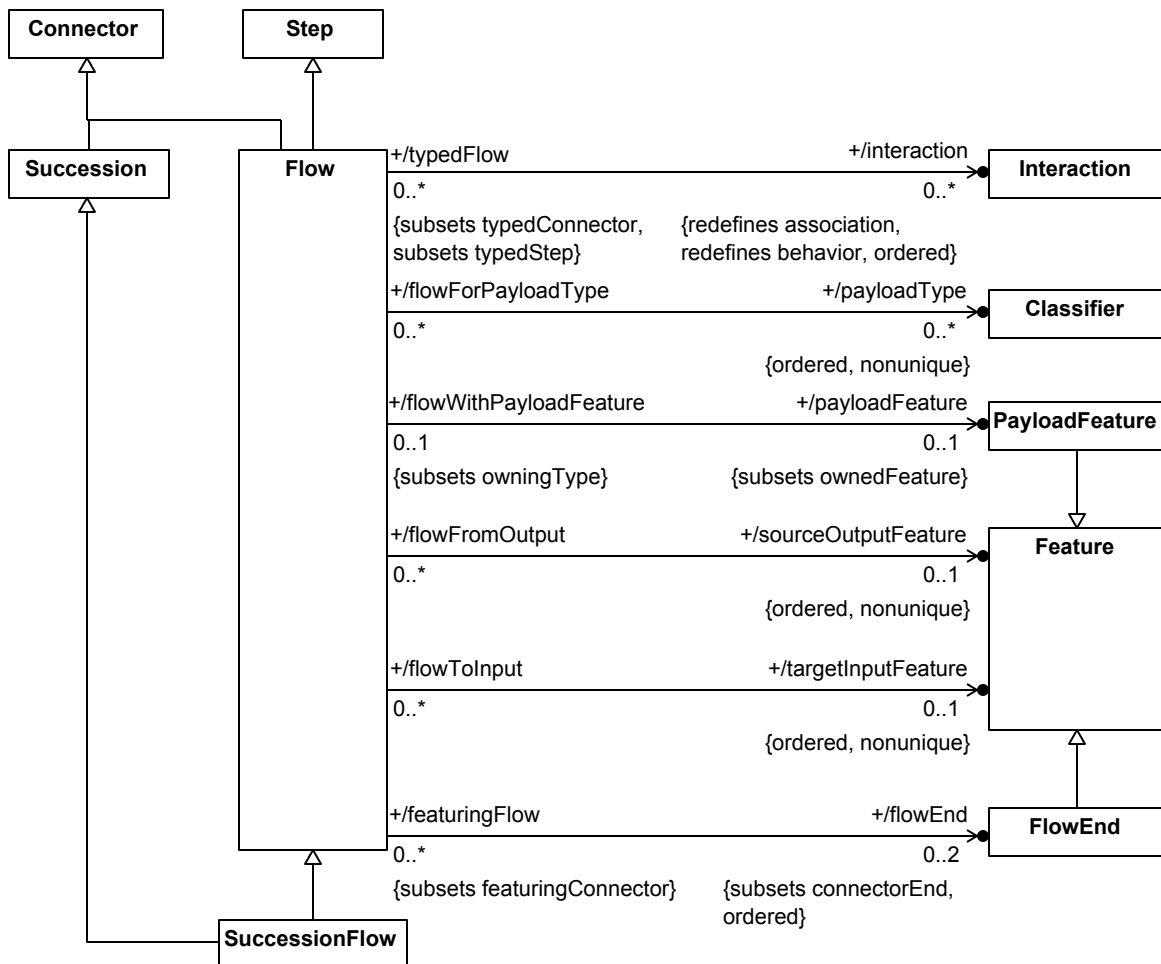 Connector
Step
Succession
Flow
+/typedFlow
+/interaction
Interaction
0..*
0..*
{subsets typedConnector,
subsets typedStep}
{redefines association,
redefines behavior, ordered}
+/flowForPayloadType
+/payloadType
Classifier
0..*
0..*
{ordered, nonunique}
+/flowWithPayloadFeature
+/payloadFeature
PayloadFeature
0..1
0..1
{subsets owningType}
{subsets ownedFeature}
+/flowFromOutput
+/sourceOutputFeature
Feature
0..*
0..1
{ordered, nonunique}
+/flowToInput
+/targetInputFeature
0..*
0..1
{ordered, nonunique}
+/featuringFlow
+/flowEnd
FlowEnd
0..*
0..2
{subsets featuringConnector}
{subsets connectorEnd,
ordered}
SuccessionFlow